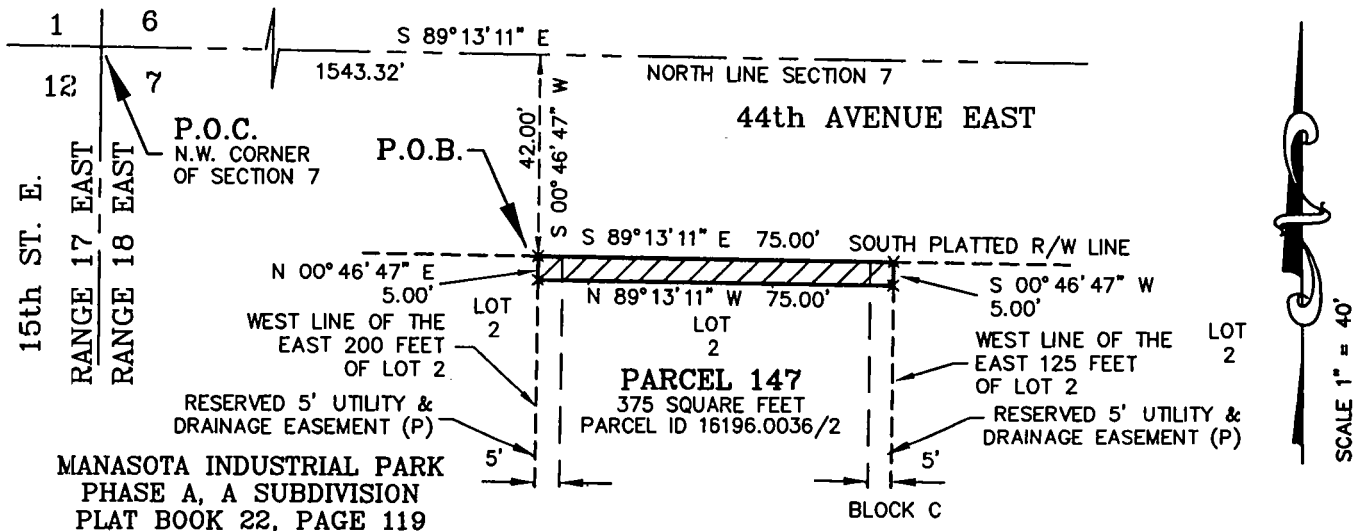 1 6
S 89°13'11" E
1543.32'
NORTH LINE SECTION 7
12 7
44th AVENUE EAST
P.O.C.
N.W. CORNER
OF SECTION 7
P.O.B.
42.00'
S 00°46'47" W
15th ST. E.
RANGE 17 EAST
RANGE 18 EAST
S 89°13'11" E 75.00'
SOUTH PLATTED R/W LINE
N 00°46'47" E
5.00'
N 89°13'11" W 75.00'
S 00°46'47" W
5.00'
LOT
2
WEST LINE OF THE
EAST 200 FEET
OF LOT 2
LOT
2
WEST LINE OF THE
EAST 125 FEET
OF LOT 2
LOT
2
PARCEL 147
375 SQUARE FEET
PARCEL ID 16196.0036/2
RESERVED 5' UTILITY &
DRAINAGE EASEMENT (P)
RESERVED 5' UTILITY &
DRAINAGE EASEMENT (P)
5'
5'
MANASOTA INDUSTRIAL PARK
PHASE A, A SUBDIVISION
PLAT BOOK 22, PAGE 119
BLOCK C
SCALE 1" = 40'